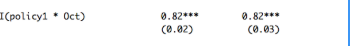 I(policy1 * Oct) 0.82*** 0.82***
(0.02) (0.03)